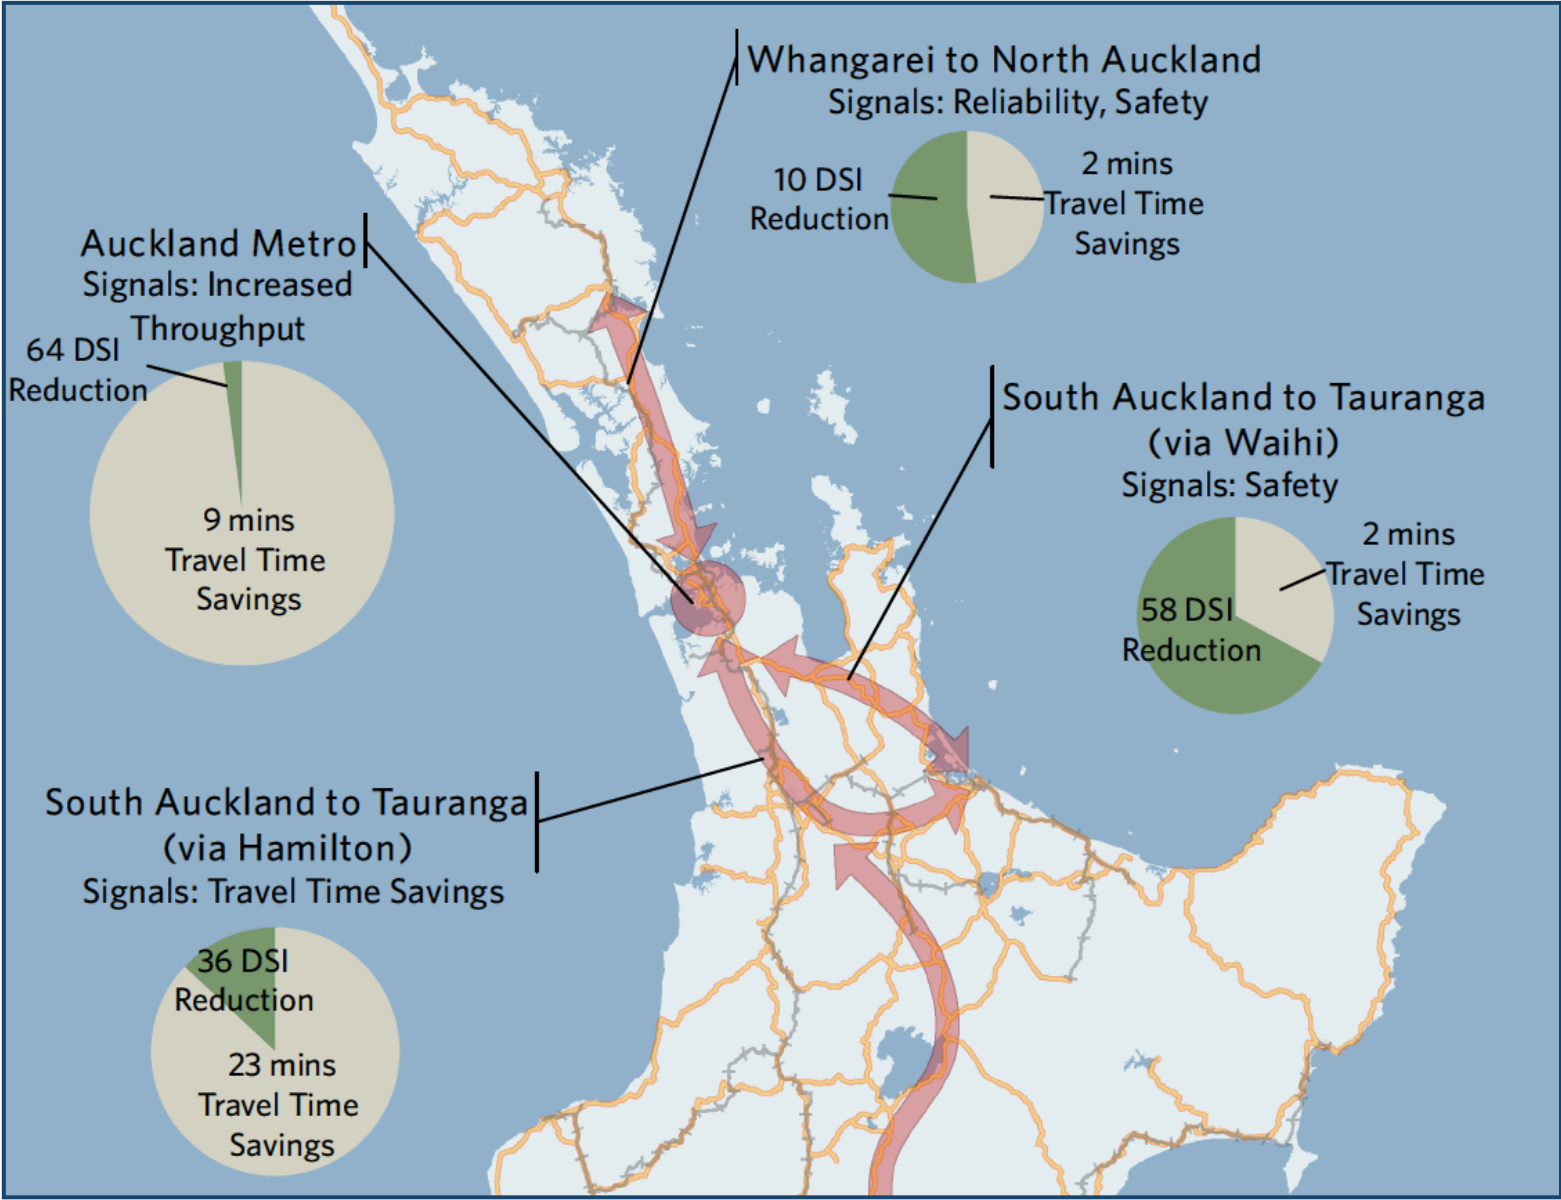 Whangarei to North Auckland
Signals: Reliability, Safety
10 DSI
Reduction
2 mins
Travel Time
Savings
Auckland Metro
Signals: Increased
Throughput
64 DSI
Reduction
9 mins
Travel Time
Savings
South Auckland to Tauranga
(via Waihi)
Signals: Safety
58 DSI
Reduction
2 mins
Travel Time
Savings
South Auckland to Tauranga
(via Hamilton)
Signals: Travel Time Savings
36 DSI
Reduction
23 mins
Travel Time
Savings